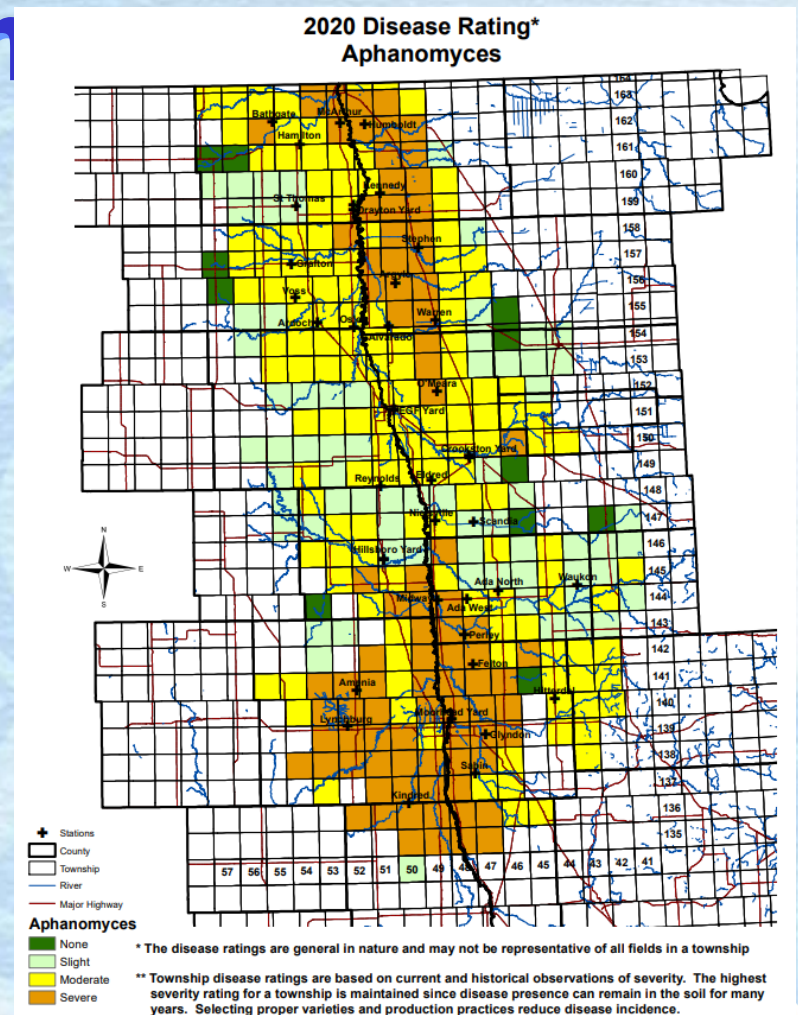 2020 Disease Rating*
Aphanomyces
164
163
162
161
160
159
158
157
156
155
154
153
152
151
150
149
148
147
146
145
144
143
142
141
140
139
138
137
136
135
Bathgate
McArthur
Humboldt
Hamilton
Kennedy
St Thomas
Drayton Yard
Stephen
Grafton
Argyle
Voss
Warren
Ardoch
Oslo
Alvarado
O'Meara
EGF Yard
Crookston Yard
Eldred
Reynolds
Nielsville
Scandia
Hillsboro Yard
Ada North
Waukon
Midway
Ada West
Perley
Felton
Amenia
Hitterdal
Moorhead Yard
Lynchburg
Glyndon
Sabin
Kindred
57 56 55 54 53 52 51 50 49 48 47 46 45 44 43 42 41
N
W E
S
Stations
County
Township
River
Major Highway
Aphanomyces
None
Slight
Moderate
Severe
* The disease ratings are general in nature and may not be representative of all fields in a township
** Township disease ratings are based on current and historical observations of severity. The highest
severity rating for a township is maintained since disease presence can remain in the soil for many
years. Selecting proper varieties and production practices reduce disease incidence.